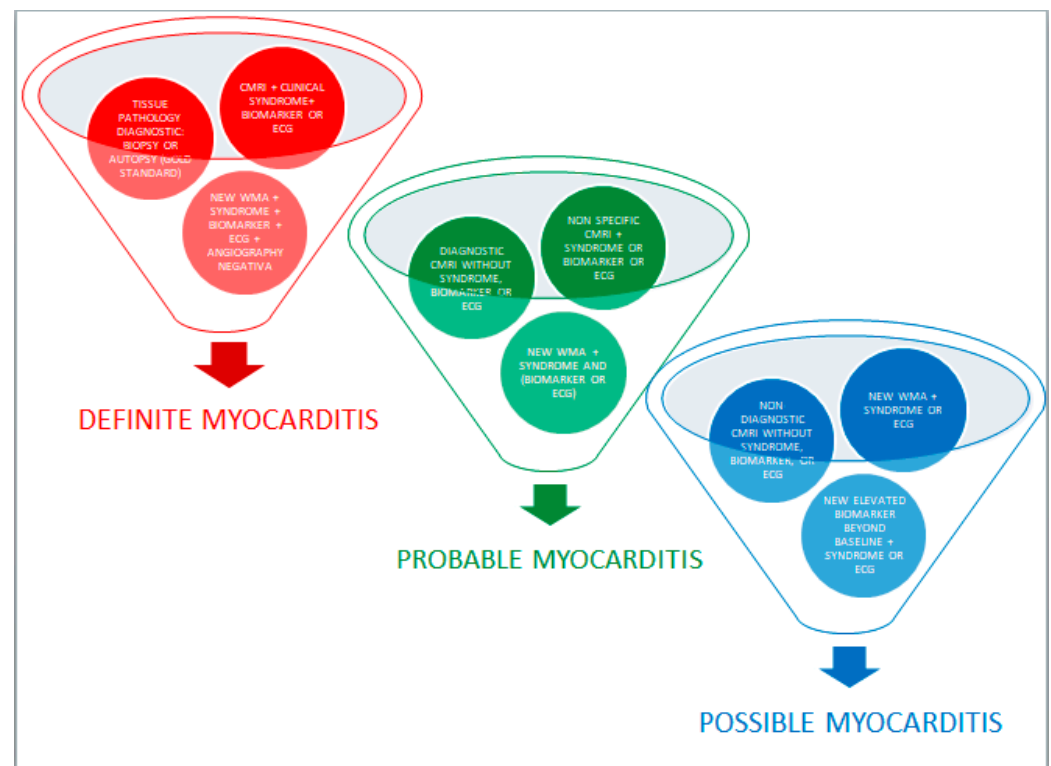 TISSUE
PATHOLOGY
DIAGNOSTIC:
BIOPSY OR
AUTOPSY (GOLD
STANDARD)
CMRI + CLINICAL
SYNDROME+
BIOMARKER OR
ECG
NEW WMA +
SYNDROME +
BIOMARKER +
ECG +
ANGIOGRAPHY
NEGATIVA
DEFINITE MYOCARDITIS
DIAGNOSTIC
CMRI WITHOUT
SYNDROME,
BIOMARKER OR
ECG
NON SPECIFIC
CMRI +
SYNDROME OR
BIOMARKER OR
ECG
NEW WMA +
SYNDROME AND
(BIOMARKER OR
ECG)
PROBABLE MYOCARDITIS
NON
DIAGNOSTIC
CMRI WITHOUT
SYNDROME,
BIOMARKER, OR
ECG
NEW WMA +
SYNDROME OR
ECG
NEW ELEVATED
BIOMARKER
BEYOND
BASELINE +
SYNDROME OR
ECG
POSSIBLE MYOCARDITIS